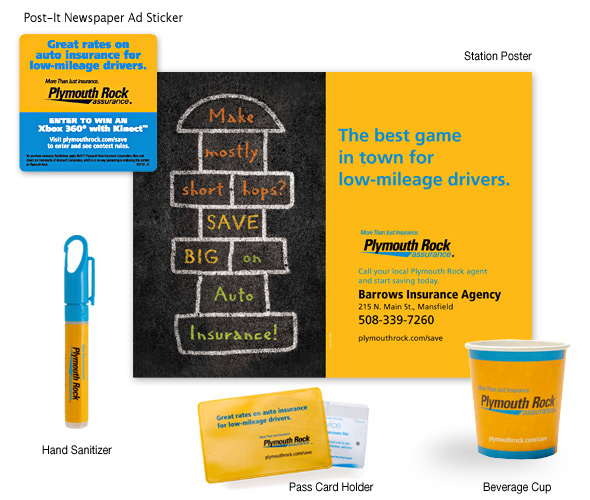 Post-It Newspaper Ad Sticker
Great rates on
auto insurance for
low-mileage drivers.
More Than Just Insurance.
Plymouth Rock
assurance®
ENTER TO WIN AN
Xbox 360® with Kinect™
Visit plymouthrock.com/save
to enter and see contest rules.
Station Poster
Make
mostly
short hops?
SAVE
BIG on
Auto
Insurance!
The best game
in town for
low-mileage drivers.
More Than Just Insurance.
Plymouth Rock
assurance®
Call your local Plymouth Rock agent
and start saving today.
Barrows Insurance Agency
215 N. Main St., Mansfield
508-339-7260
plymouthrock.com/save
Plymouth Rock
assurance
Hand Sanitizer
Great rates on auto insurance
for low-mileage drivers.
More Than Just Insurance.
Plymouth Rock
assurance
plymouthrock.com/save
Pass Card Holder
More Than Just Insurance.
Plymouth Rock
assurance
plymouthrock.com/save
Beverage Cup